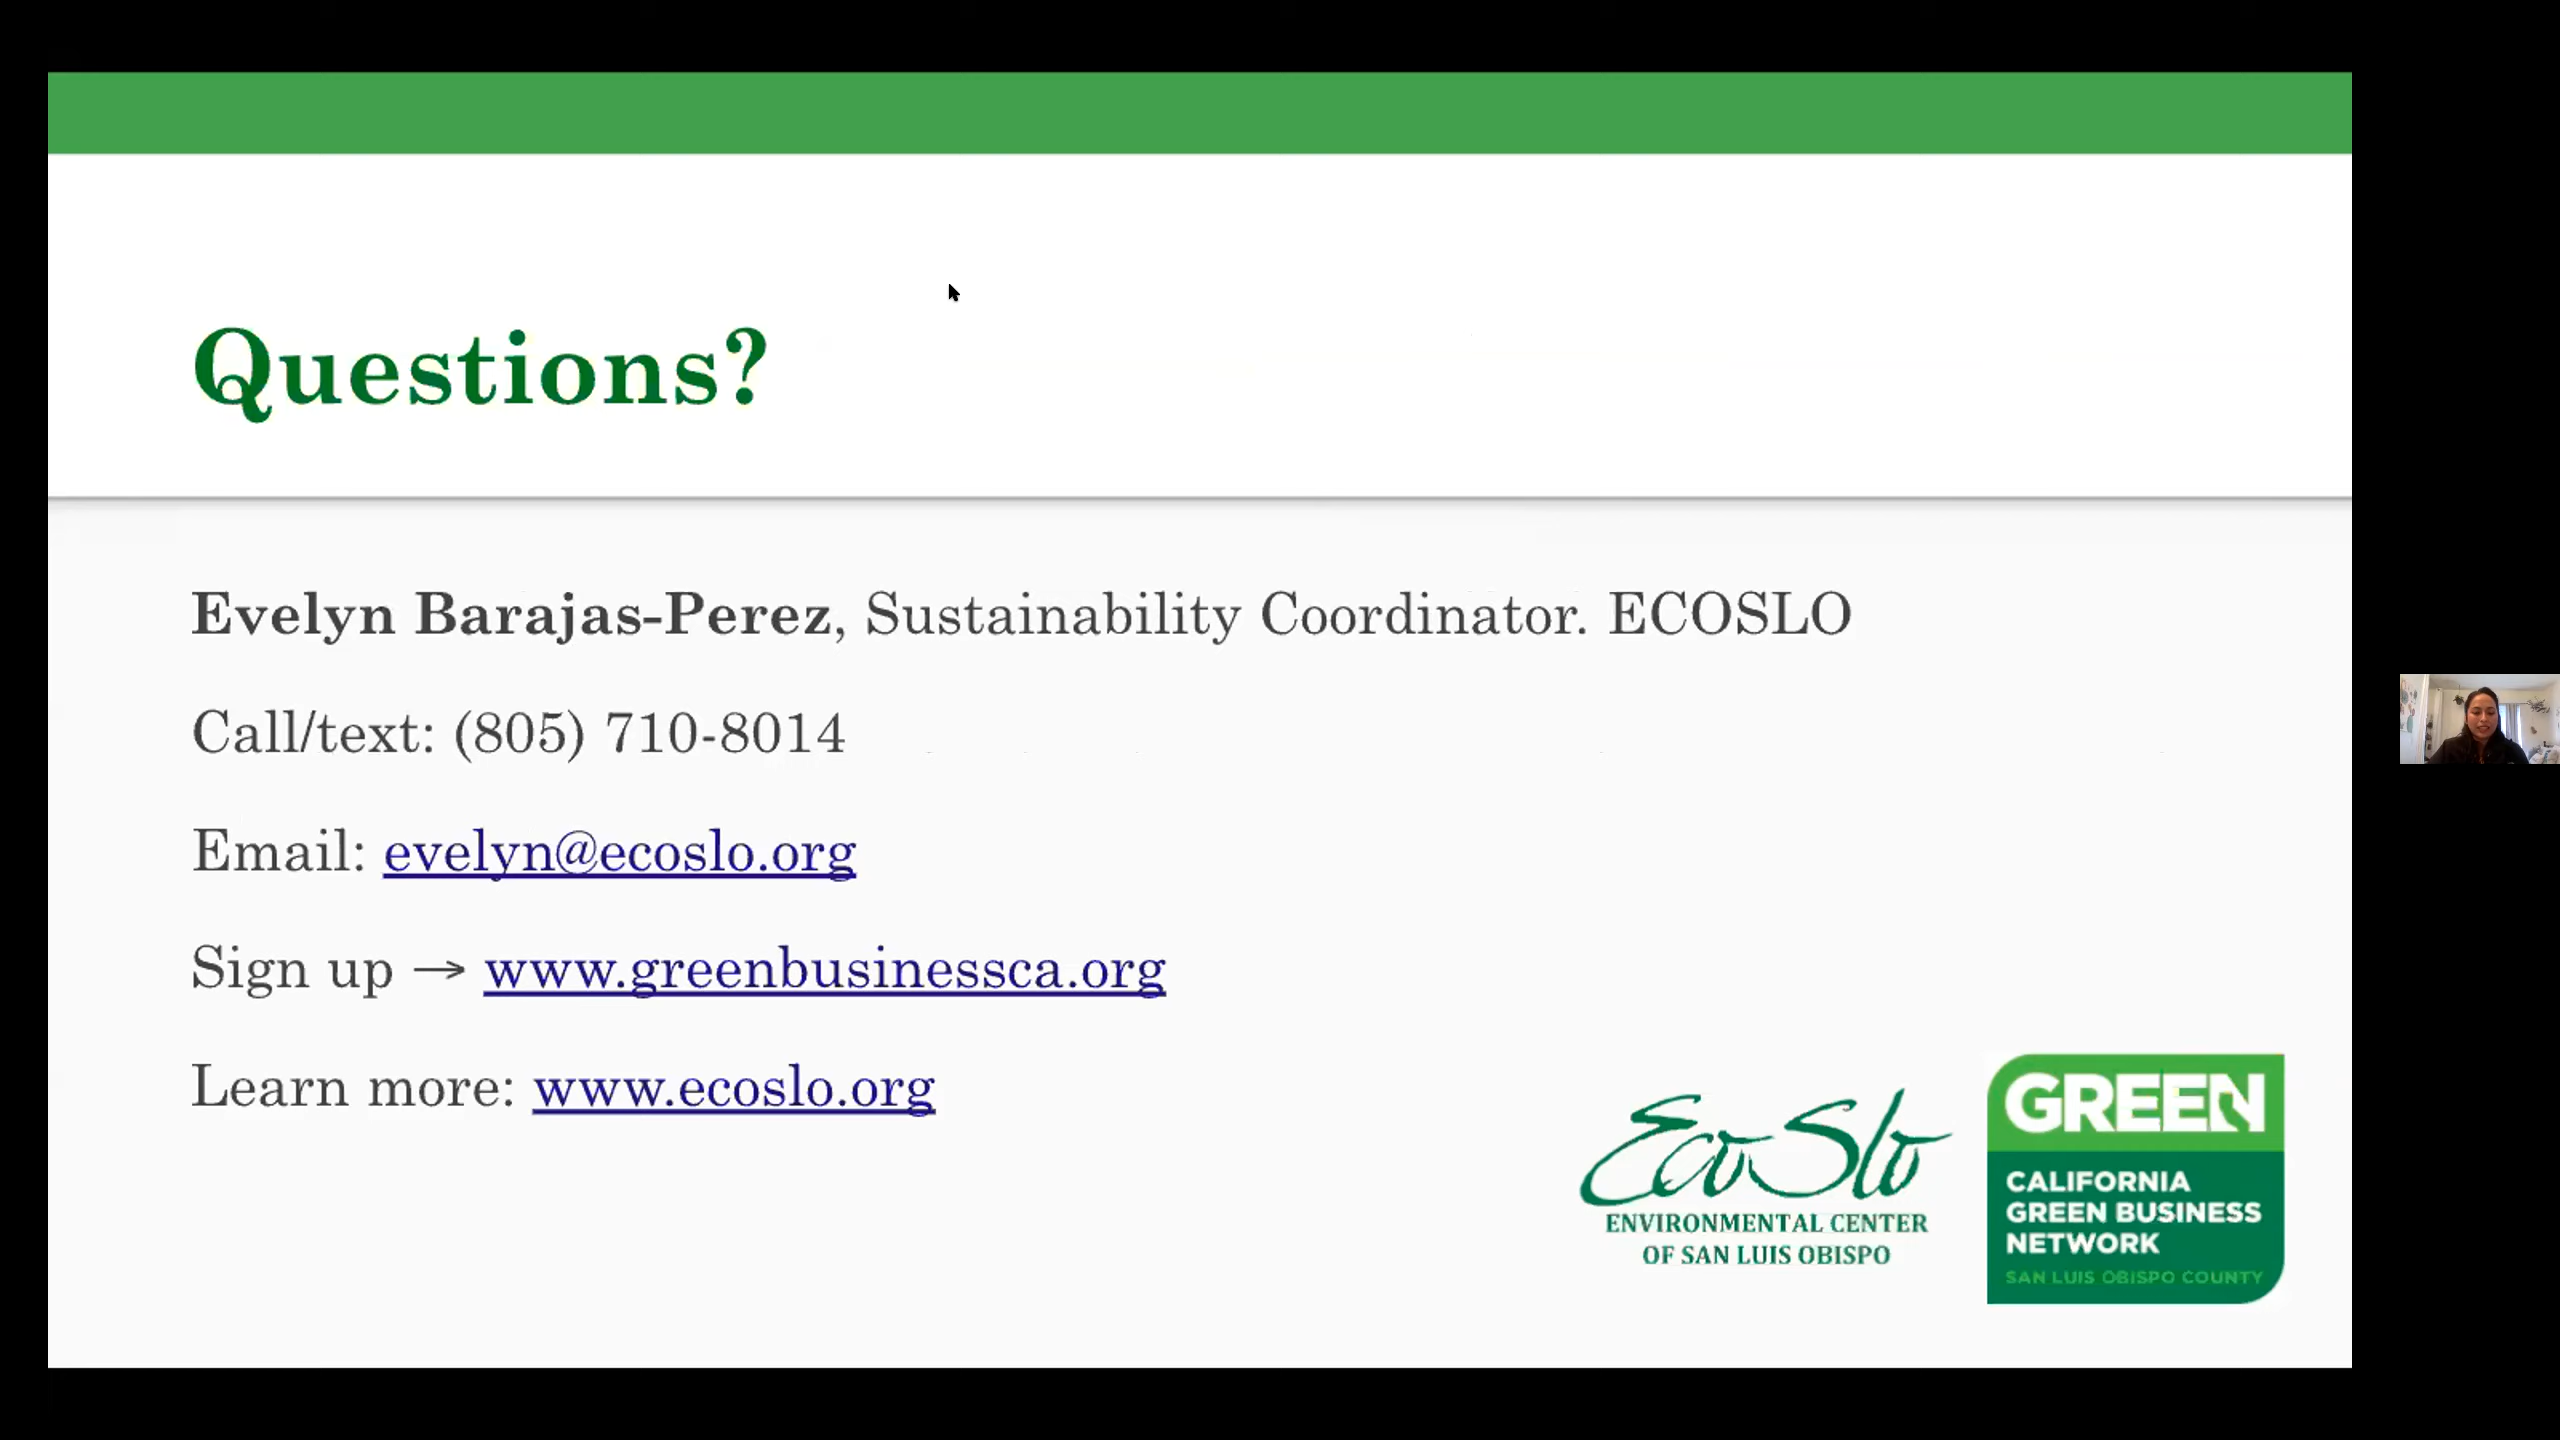 Questions?
Evelyn Barajas-Perez, Sustainability Coordinator. ECOSLO
Call/text: (805) 710-8014
Email: evelyn@ecoslo.org
Sign up → www.greenbusinessca.org
Learn more: www.ecoslo.org
EcoSlo
ENVIRONMENTAL CENTER
OF SAN LUIS OBISPO
GREEN
CALIFORNIA
GREEN BUSINESS
NETWORK
SAN LUIS OBISPO COUNTY